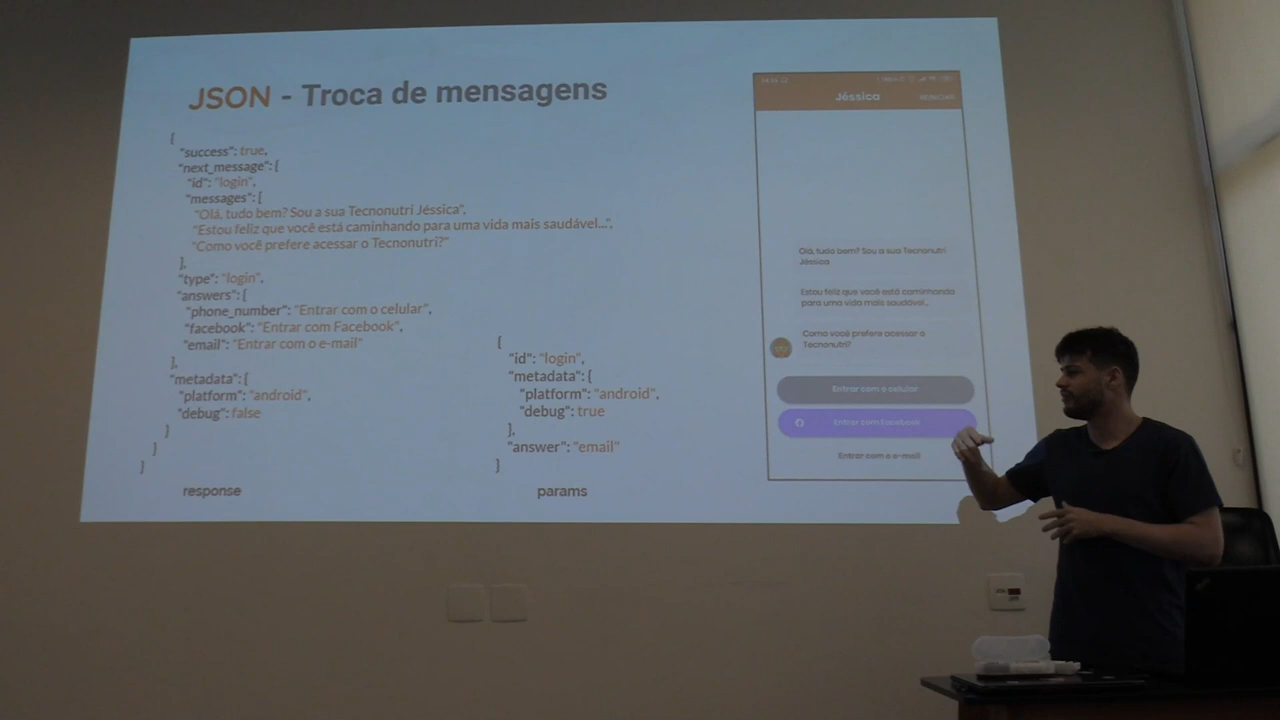 JSON - Troca de mensagens
{
"success": true,
"next_message": {
"id": "login",
"messages": [
"Olá, tudo bem? Sou a sua Tecnonutri Jéssica",
"Estou feliz que você está caminhando para uma vida mais saudável...",
"Como você prefere acessar o Tecnonutri?"
],
"type": "login",
"answers": {
"phone_number": "Entrar com o celular",
"facebook": "Entrar com Facebook",
"email": "Entrar com o e-mail"
},
"metadata": {
"platform": "android",
"debug": false
}
}
}
response
{
"id": "login",
"metadata": {
"platform": "android",
"debug": true
},
"answer": "email"
}
params
Jéssica
Olá, tudo bem? Sou a sua Tecnonutri
Jéssica
Estou feliz que você está caminhando
para uma vida mais saudável...
Como você prefere acessar o
Tecnonutri?
Entrar com o celular
Entrar com Facebook
Entrar com o e-mail